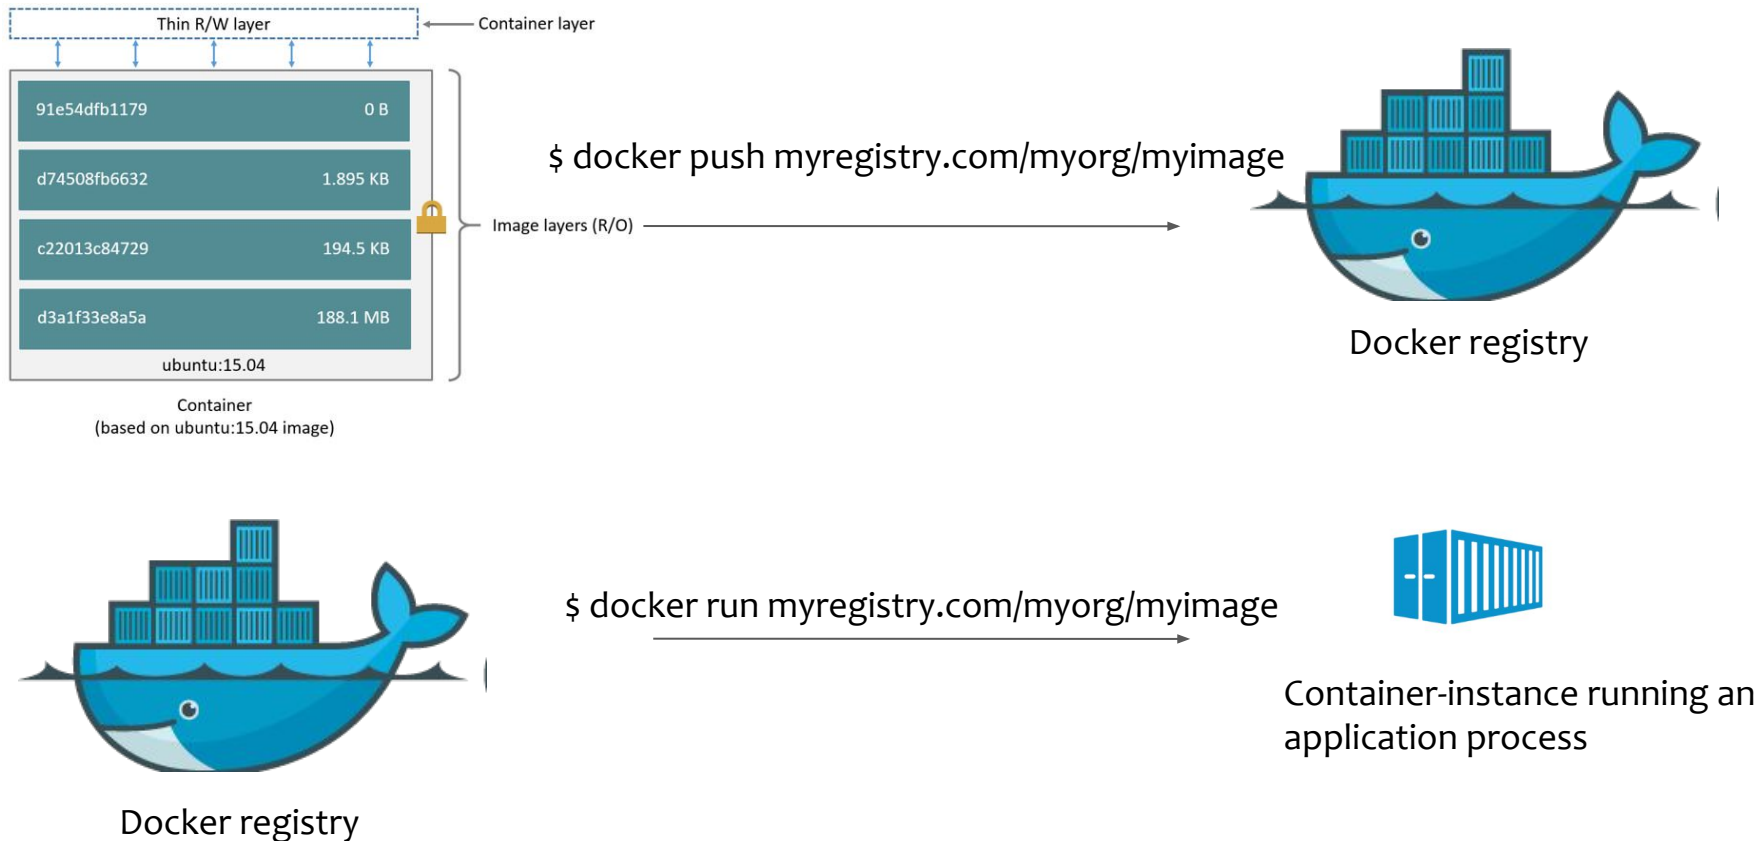 Thin R/W layer
Container layer
91e54dfb1179 0 B
d74508fb6632 1.895 KB
c22013c84729 194.5 KB
d3a1f33e8a5a 188.1 MB
ubuntu:15.04
Image layers (R/O)
Container
(based on ubuntu:15.04 image)
$ docker push myregistry.com/myorg/myimage
Docker registry
Docker registry
$ docker run myregistry.com/myorg/myimage
Container-instance running an
application process